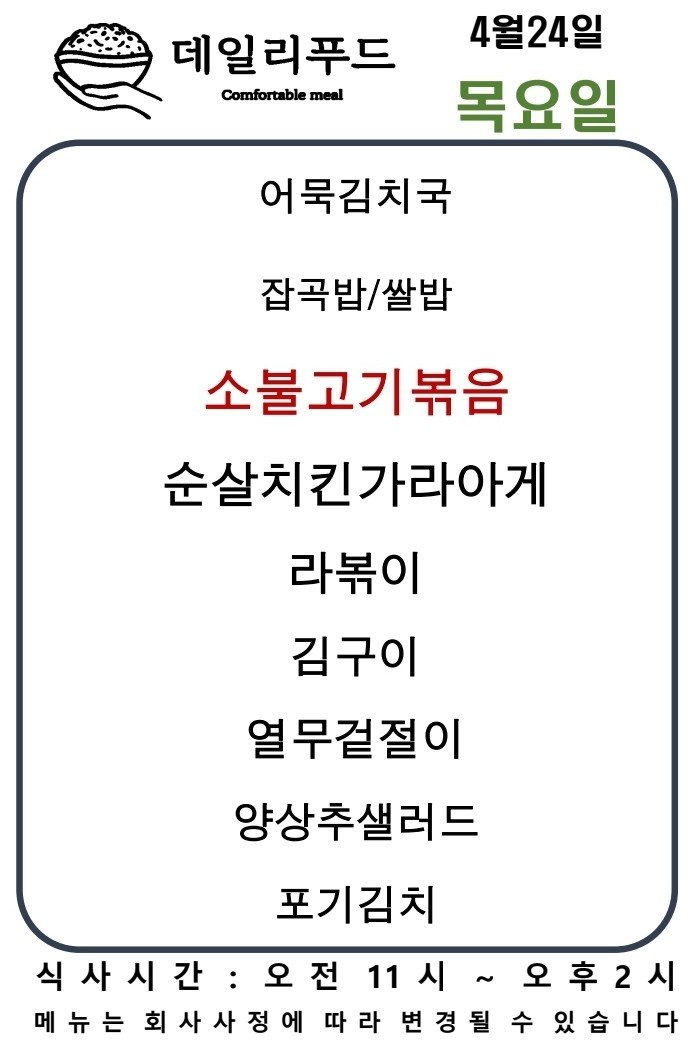 데일리푸드
Comfortable meal
4월24일
목요일
어묵김치국
잡곡밥/쌀밥
소불고기볶음
순살치킨가라아게
라볶이
김구이
열무겉절이
양상추샐러드
포기김치
식사시간 : 오전 11시 ~ 오후2시
메뉴는 회사사정에 따라 변경될 수 있습니다